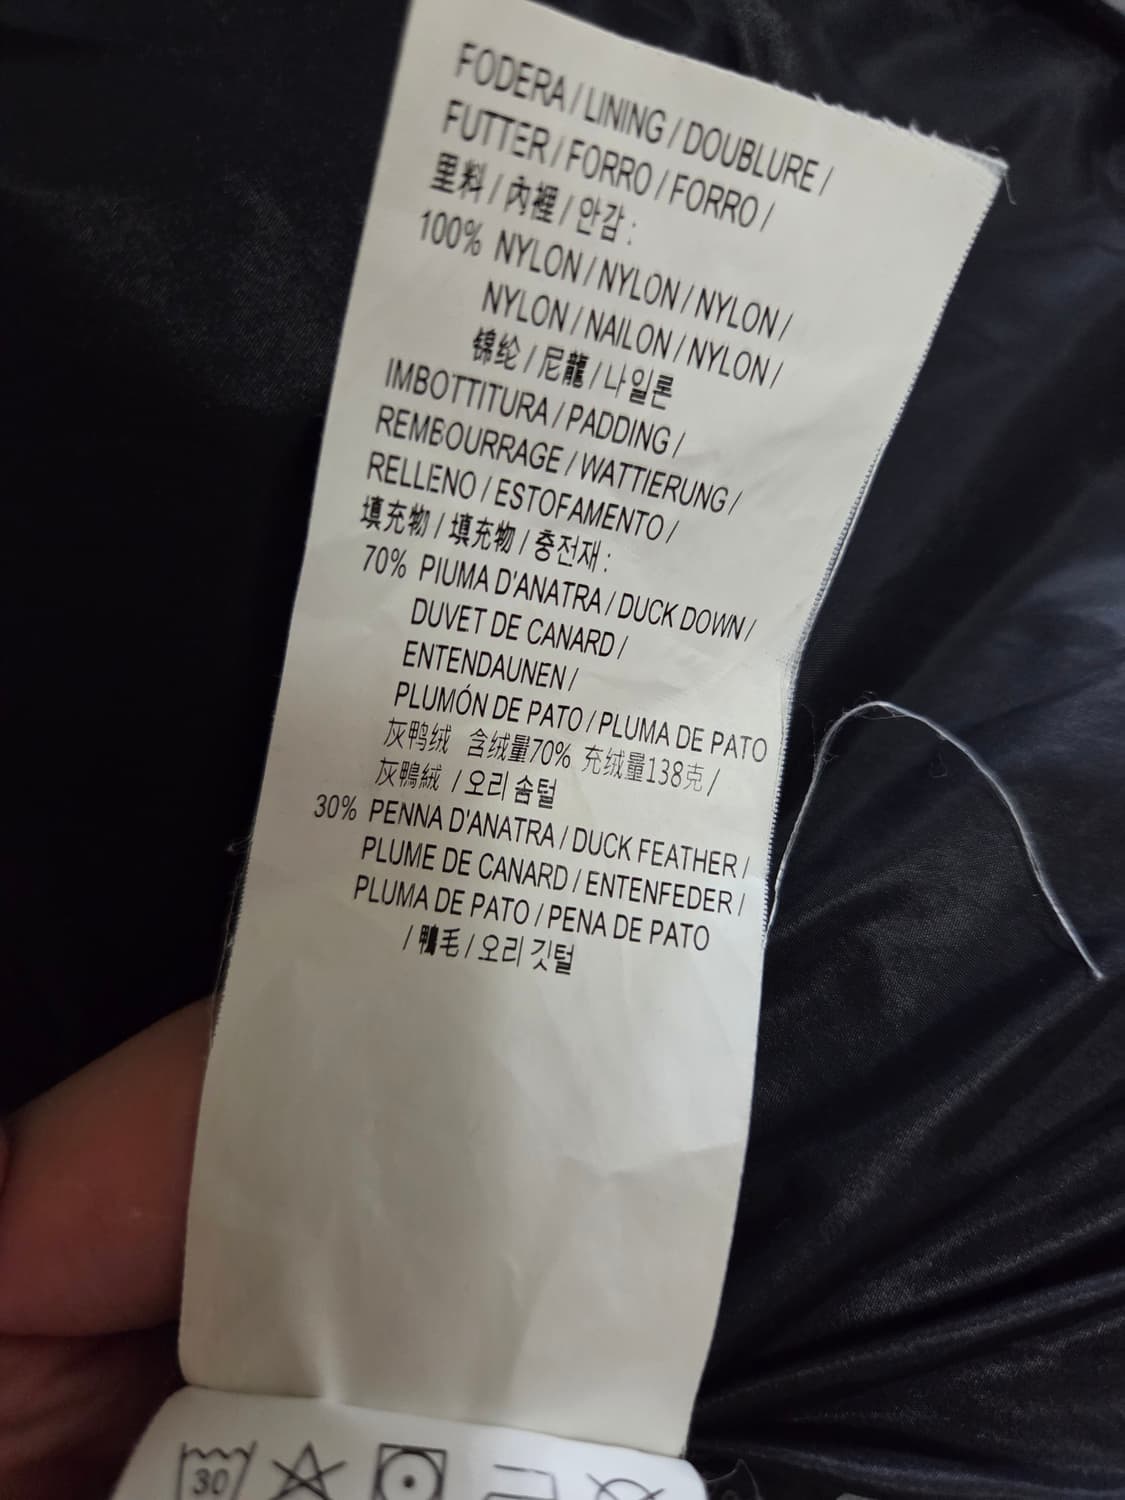 FODERA / LINING / DOUBLURE /
FUTTER / FORRO / FORRO /
里料 / 內裡 / 안감 :
100% NYLON / NYLON / NYLON /
NYLON / NAILON / NYLON /
锦纶 / 尼龍 / 나일론
IMBOTTITURA / PADDING /
REMBOURRAGE / WATTIERUNG /
RELLENO / ESTOFAMENTO /
填充物 / 填充物 / 충전재 :
70% PIUMA D'ANATRA / DUCK DOWN /
DUVET DE CANARD /
ENTENDAUNEN /
PLUMÓN DE PATO / PLUMA DE PATO
灰鸭绒 含绒量70% 充绒量138克 /
灰鴨絨 / 오리 솜털
30% PENNA D'ANATRA / DUCK FEATHER /
PLUME DE CANARD / ENTENFEDER /
PLUMA DE PATO / PENA DE PATO
/ 鴨毛 / 오리 깃털
30